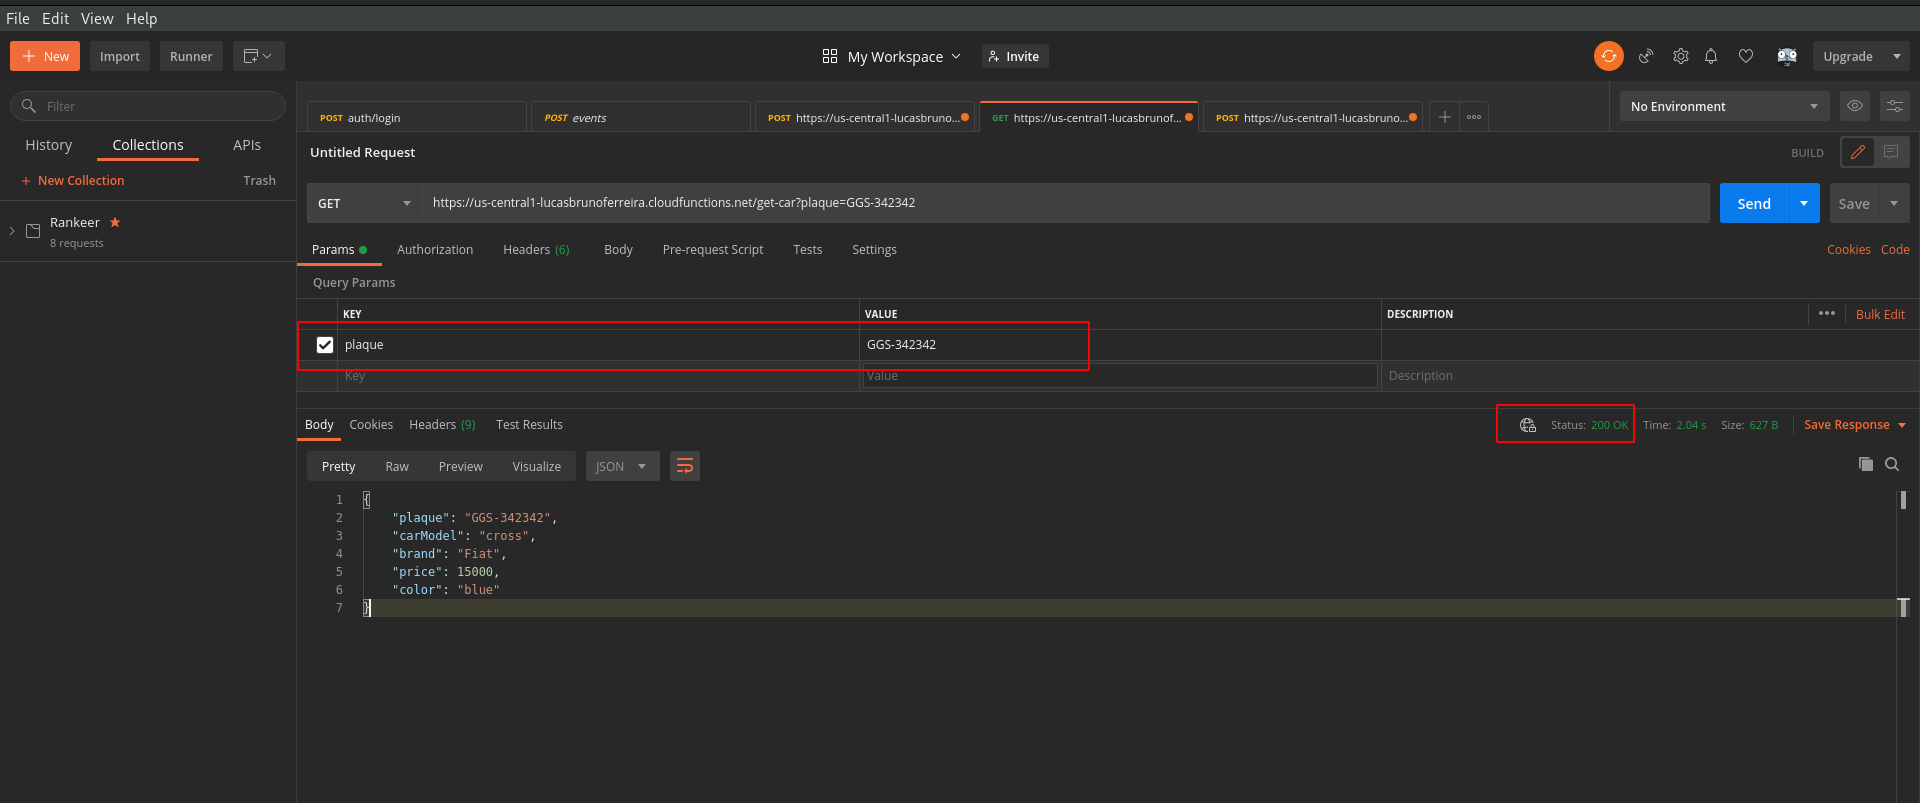 File Edit View Help
New Import Runner My Workspace Invite Upgrade
Filter
History Collections APIs
New Collection Trash
Rankeer
8 requests
POST auth/login POST events POST https://us-central1-lucasbruno... GET https://us-central1-lucasbrunof... POST https://us-central1-lucasbruno... No Environment
Untitled Request BUILD
GET https://us-central1-lucasbrunoferreira.cloudfunctions.net/get-car?plaque=GGS-342342 Send Save
Params Authorization Headers (6) Body Pre-request Script Tests Settings Cookies Code
Query Params
KEY VALUE DESCRIPTION Bulk Edit
plaque GGS-342342
Key Value Description
Body Cookies Headers (9) Test Results Status: 200 OK Time: 2.04 s Size: 627 B Save Response
Pretty Raw Preview Visualize JSON
1 {
2 "plaque": "GGS-342342",
3 "carModel": "cross",
4 "brand": "Fiat",
5 "price": 15000,
6 "color": "blue"
7 }